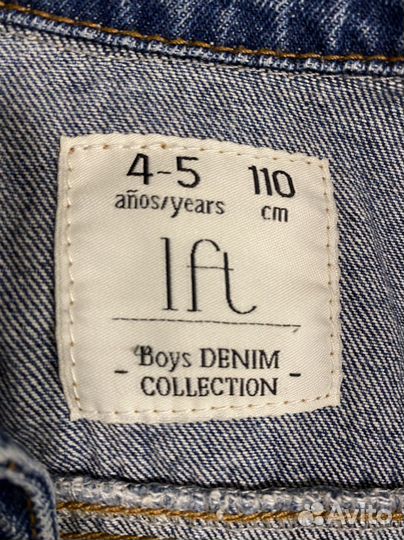 4-5 110
años/years cm
lft
Boys DENIM
- COLLECTION -
Avito